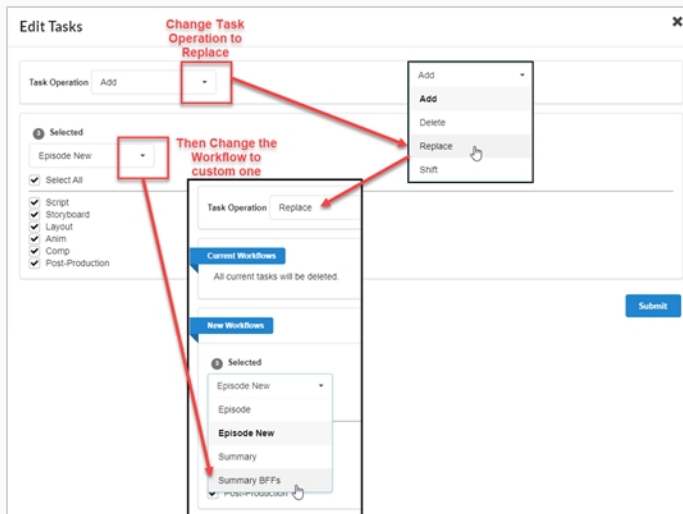 Edit Tasks
Change Task
Operation to
Replace
Task Operation Add
Add
Add
Delete
Replace
Shift
3 Selected
Episode New
Select All
Script
Storyboard
Layout
Anim
Comp
Post-Production
Then Change the
Workflow to
custom one
Task Operation Replace
Current Workflows
All current tasks will be deleted.
New Workflows
3 Selected
Episode New
Episode
Episode New
Summary
Summary BFFs
Post-Production
Submit